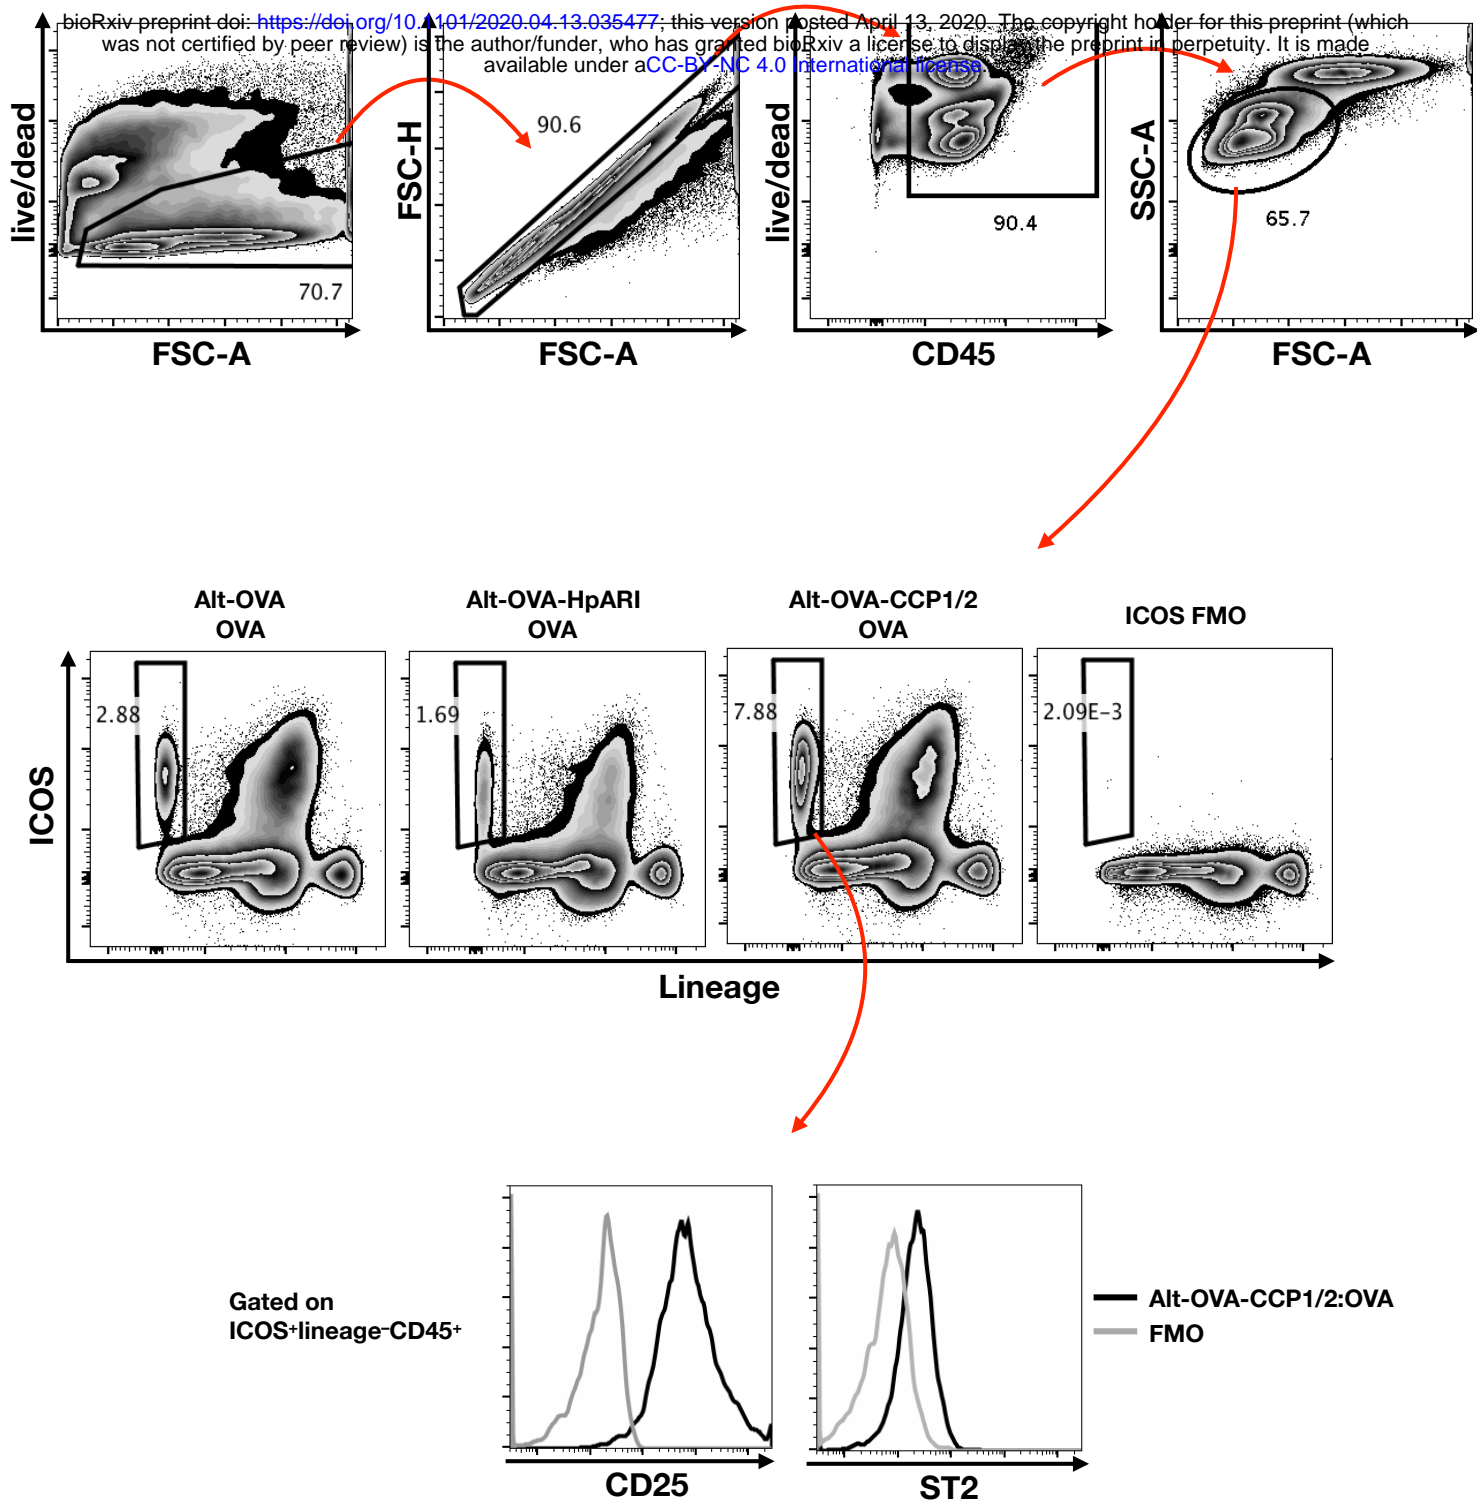 bioRxiv preprint doi: https://doi.org/10.1101/2020.04.13.035477; this version posted April 13, 2020. The copyright holder for this preprint (which
was not certified by peer review) is the author/funder, who has granted bioRxiv a license to display the preprint in perpetuity. It is made
available under aCC-BY-NC 4.0 International license.
live/dead
70.7
FSC-A
FSC-H
90.6
FSC-A
live/dead
90.4
CD45
SSC-A
65.7
FSC-A
Alt-OVA
OVA
Alt-OVA-HpARI
OVA
Alt-OVA-CCP1/2
OVA
ICOS FMO
ICOS
2.88
1.69
7.88
2.09E-3
Lineage
Gated on
ICOS⁺lineage⁻CD45⁺
CD25
ST2
Alt-OVA-CCP1/2:OVA
FMO